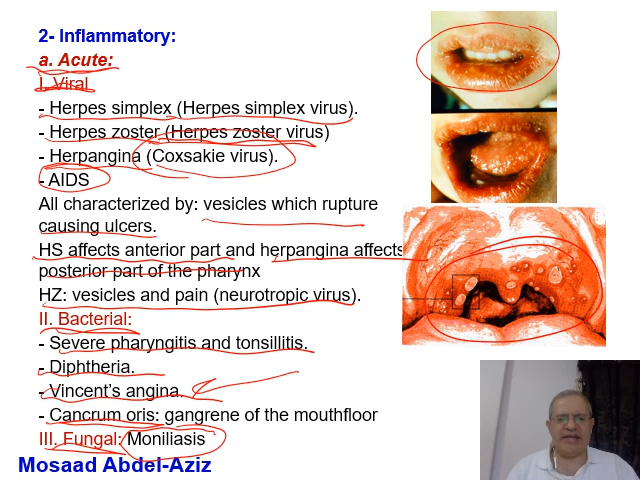 2- Inflammatory:
a. Acute:
I. Viral
- Herpes simplex (Herpes simplex virus).
- Herpes zoster (Herpes zoster virus)
- Herpangina (Coxsakie virus).
- AIDS
All characterized by: vesicles which rupture
causing ulcers.
HS affects anterior part and herpangina affects
posterior part of the pharynx
HZ: vesicles and pain (neurotropic virus).
II. Bacterial:
- Severe pharyngitis and tonsillitis.
- Diphtheria.
- Vincent's angina.
- Cancrum oris: gangrene of the mouthfloor
III. Fungal: Moniliasis
Mosaad Abdel-Aziz